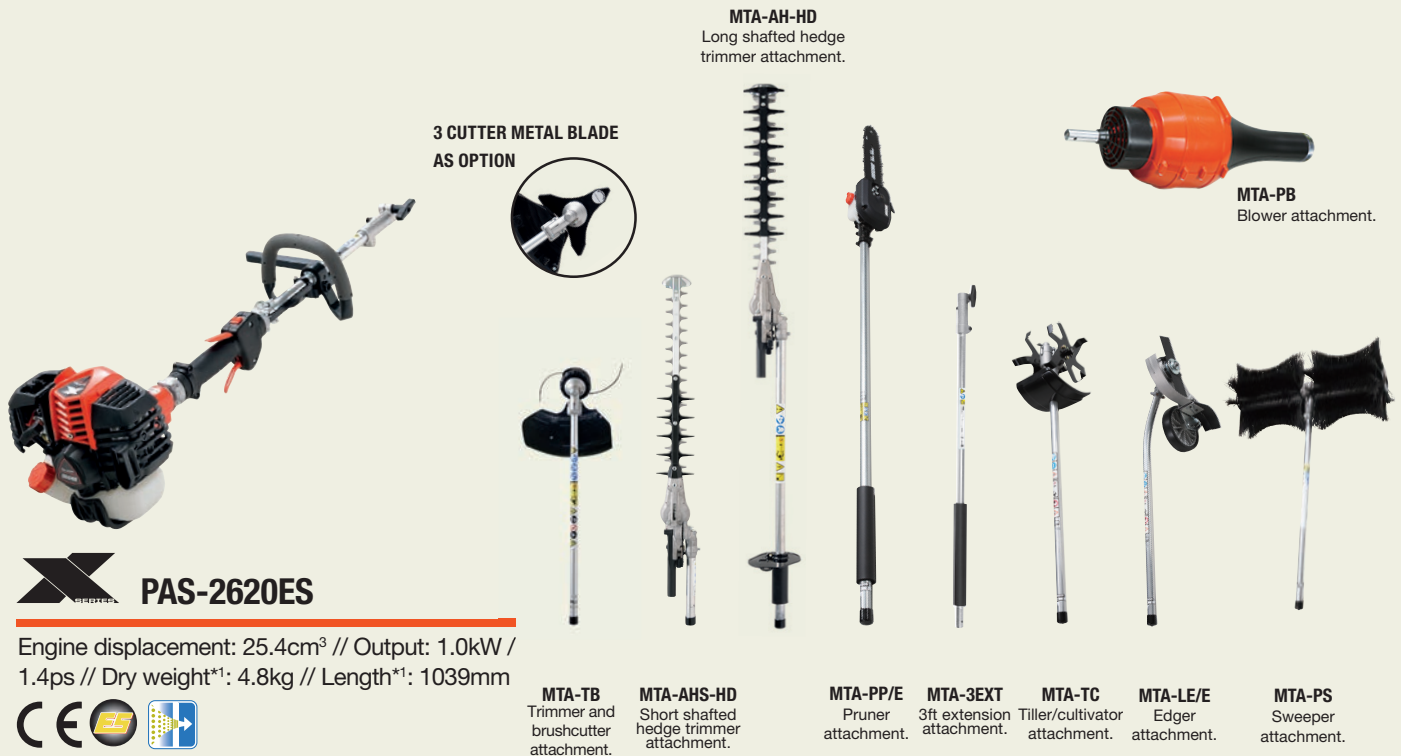 MTA-AH-HD
Long shafted hedge
trimmer attachment.
3 CUTTER METAL BLADE
AS OPTION
MTA-PB
Blower attachment.
X
SERIES
PAS-2620ES
Engine displacement: 25.4cm³ // Output: 1.0kW /
1.4ps // Dry weight*¹: 4.8kg // Length*¹: 1039mm
CE
ES
MTA-TB
Trimmer and
brushcutter
attachment.
MTA-AHS-HD
Short shafted
hedge trimmer
attachment.
MTA-PP/E
Pruner
attachment.
MTA-3EXT
3ft extension
attachment.
MTA-TC
Tiller/cultivator
attachment.
MTA-LE/E
Edger
attachment.
MTA-PS
Sweeper
attachment.